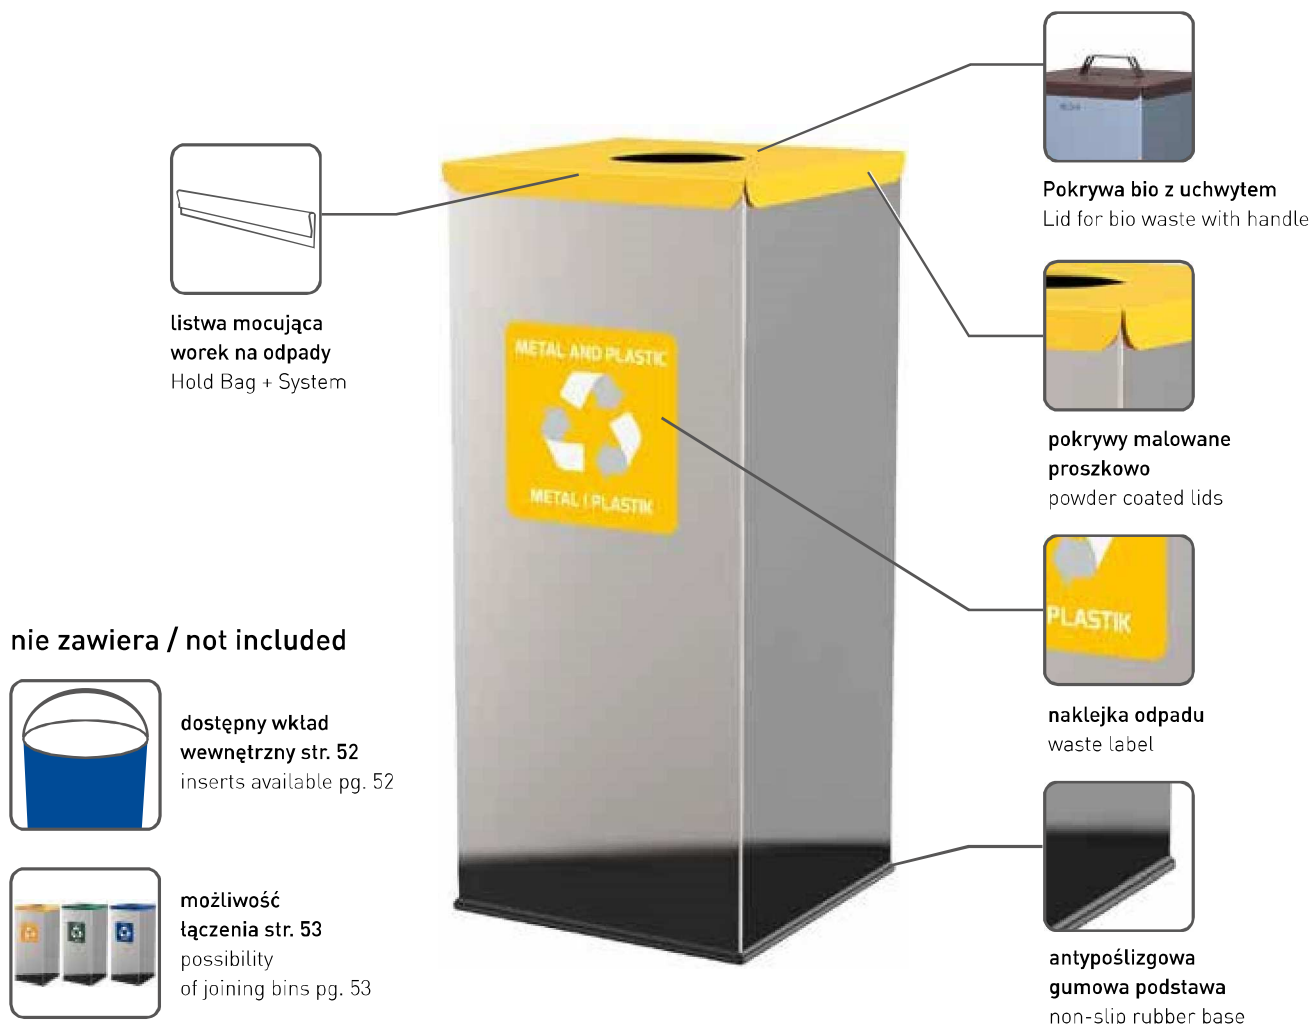 Pokrywa bio z uchwytem
Lid for bio waste with handle
listwa mocująca
worek na odpady
Hold Bag + System
METAL AND PLASTIC
METAL I PLASTIK
pokrywy malowane
proszkowo
powder coated lids
PLASTIK
naklejka odpadu
waste label
nie zawiera / not included
dostępny wkład
wewnętrzny str. 52
inserts available pg. 52
możliwość
łączenia str. 53
possibility
of joining bins pg. 53
antypoślizgowa
gumowa podstawa
non-slip rubber base